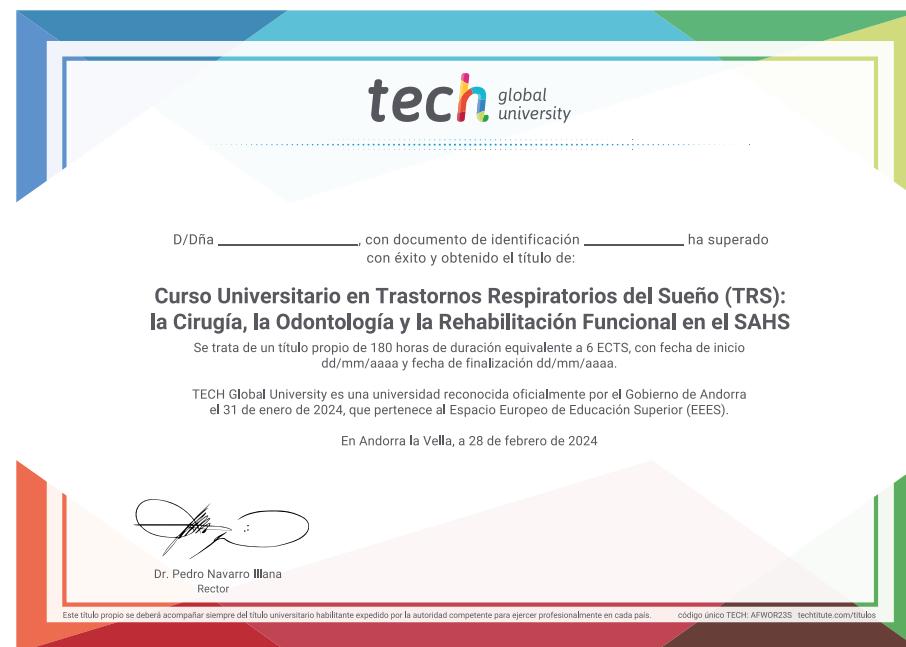 tech global university
D/Dña ______________, con documento de identificación __________ ha superado
con éxito y obtenido el título de:
Curso Universitario en Trastornos Respiratorios del Sueño (TRS):
la Cirugía, la Odontología y la Rehabilitación Funcional en el SAHS
Se trata de un título propio de 180 horas de duración equivalente a 6 ECTS, con fecha de inicio
dd/mm/aaaa y fecha de finalización dd/mm/aaaa.
TECH Global University es una universidad reconocida oficialmente por el Gobierno de Andorra
el 31 de enero de 2024, que pertenece al Espacio Europeo de Educación Superior (EEES).
En Andorra la Vella, a 28 de febrero de 2024
Dr. Pedro Navarro Illana
Rector
Este título propio se deberá acompañar siempre del título universitario habilitante expedido por la autoridad competente para ejercer profesionalmente en cada país. código único TECH: AFWOR23S techtitute.com/titulos